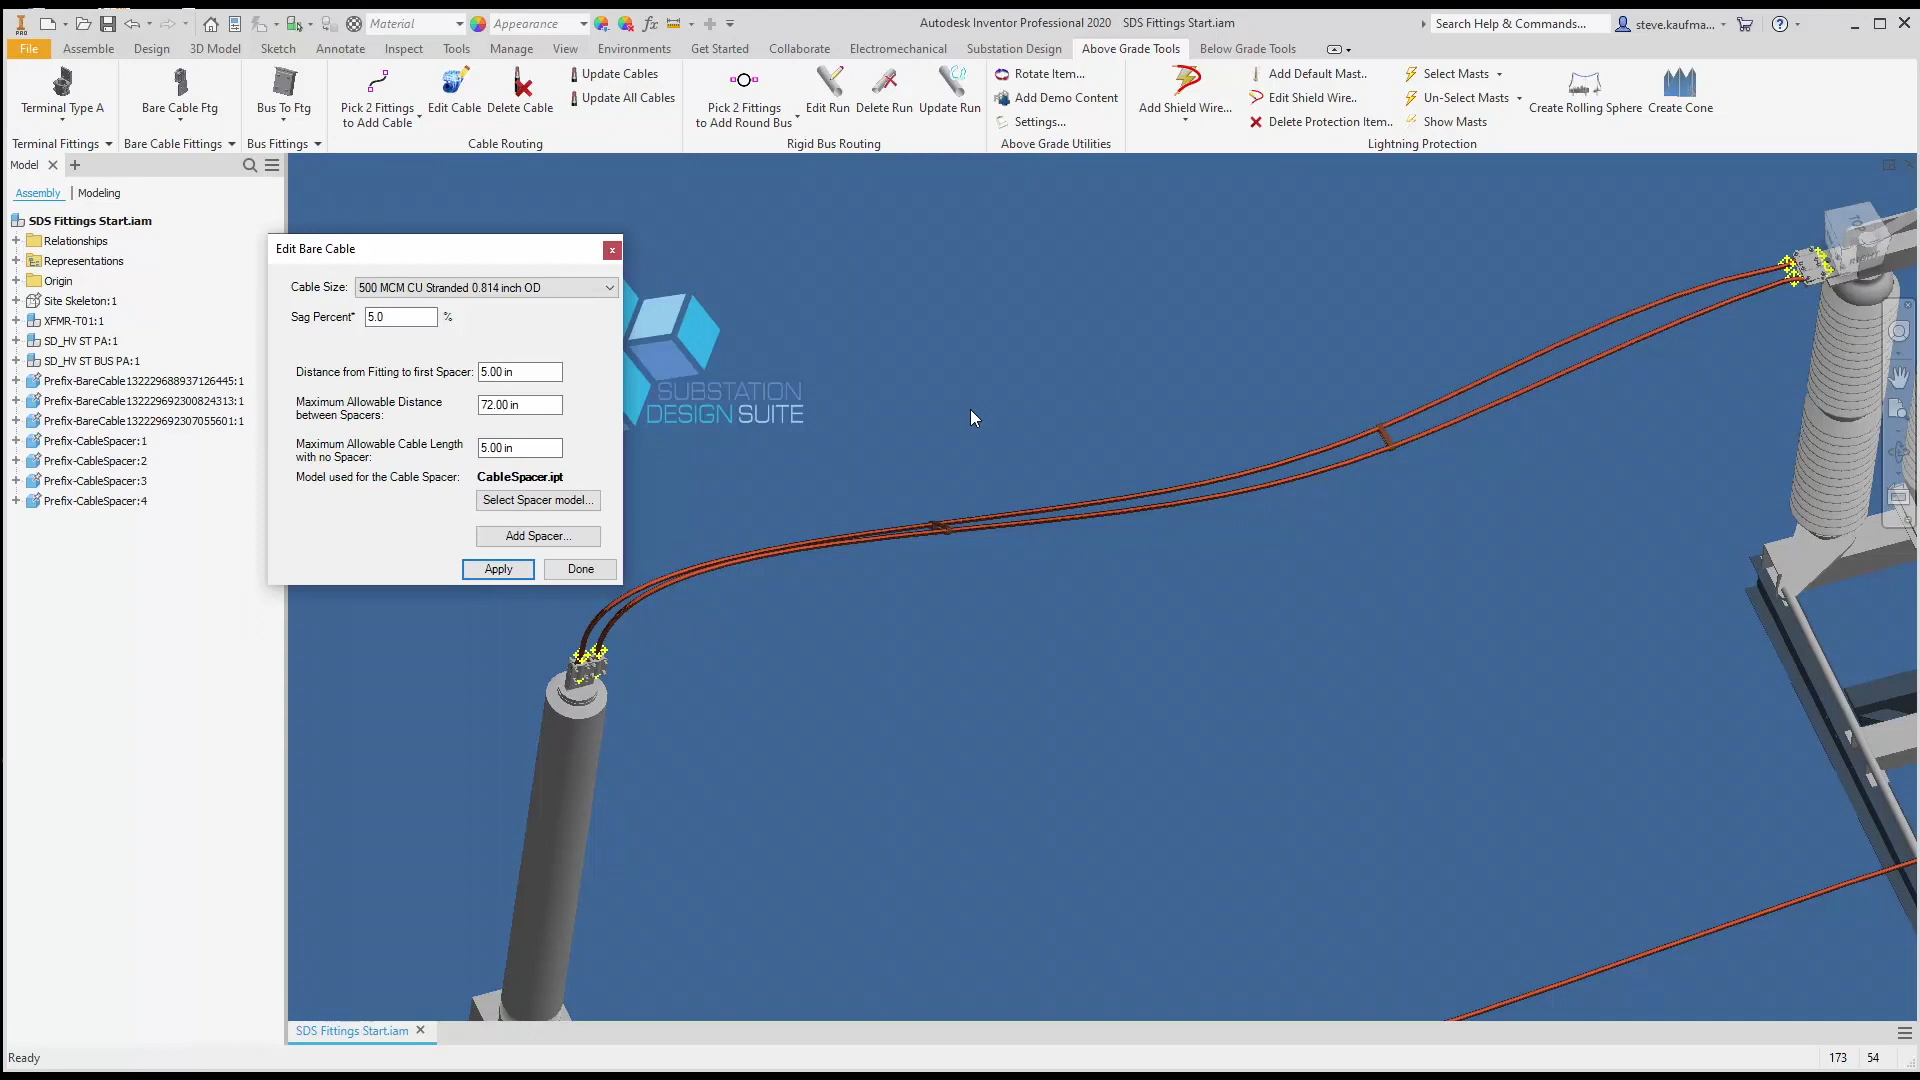 Material
Appearance
Autodesk Inventor Professional 2020 SDS Fittings Start.iam
Search Help & Commands...
steve.kaufma...
File Assemble Design 3D Model Sketch Annotate Inspect Tools Manage View Environments Get Started Collaborate Electromechanical Substation Design Above Grade Tools Below Grade Tools
Terminal Type A
Bare Cable Ftg
Bus To Ftg
Pick 2 Fittings
to Add Cable
Edit Cable
Delete Cable
Update Cables
Update All Cables
Pick 2 Fittings
to Add Round Bus
Edit Run
Delete Run
Update Run
Rotate Item...
Add Demo Content
Settings...
Add Shield Wire...
Add Default Mast..
Edit Shield Wire..
Delete Protection Item..
Select Masts
Un-Select Masts
Show Masts
Create Rolling Sphere
Create Cone
Terminal Fittings
Bare Cable Fittings
Bus Fittings
Cable Routing
Rigid Bus Routing
Above Grade Utilities
Lightning Protection
Model
Assembly Modeling
SDS Fittings Start.iam
Relationships
Representations
Origin
Site Skeleton:1
XFMR-T01:1
SD_HV ST PA:1
SD_HV ST BUS PA:1
Prefix-BareCable132229688937126445:1
Prefix-BareCable132229692300824313:1
Prefix-BareCable132229692307055601:1
Prefix-CableSpacer:1
Prefix-CableSpacer:2
Prefix-CableSpacer:3
Prefix-CableSpacer:4
Edit Bare Cable
Cable Size: 500 MCM CU Stranded 0.814 inch OD
Sag Percent* 5.0 %
Distance from Fitting to first Spacer: 5.00 in
Maximum Allowable Distance
between Spacers: 72.00 in
Maximum Allowable Cable Length
with no Spacer: 5.00 in
Model used for the Cable Spacer: CableSpacer.ipt
Select Spacer model...
Add Spacer...
Apply Done
SUBSTATION
DESIGN SUITE
SDS Fittings Start.iam
Ready
173 54